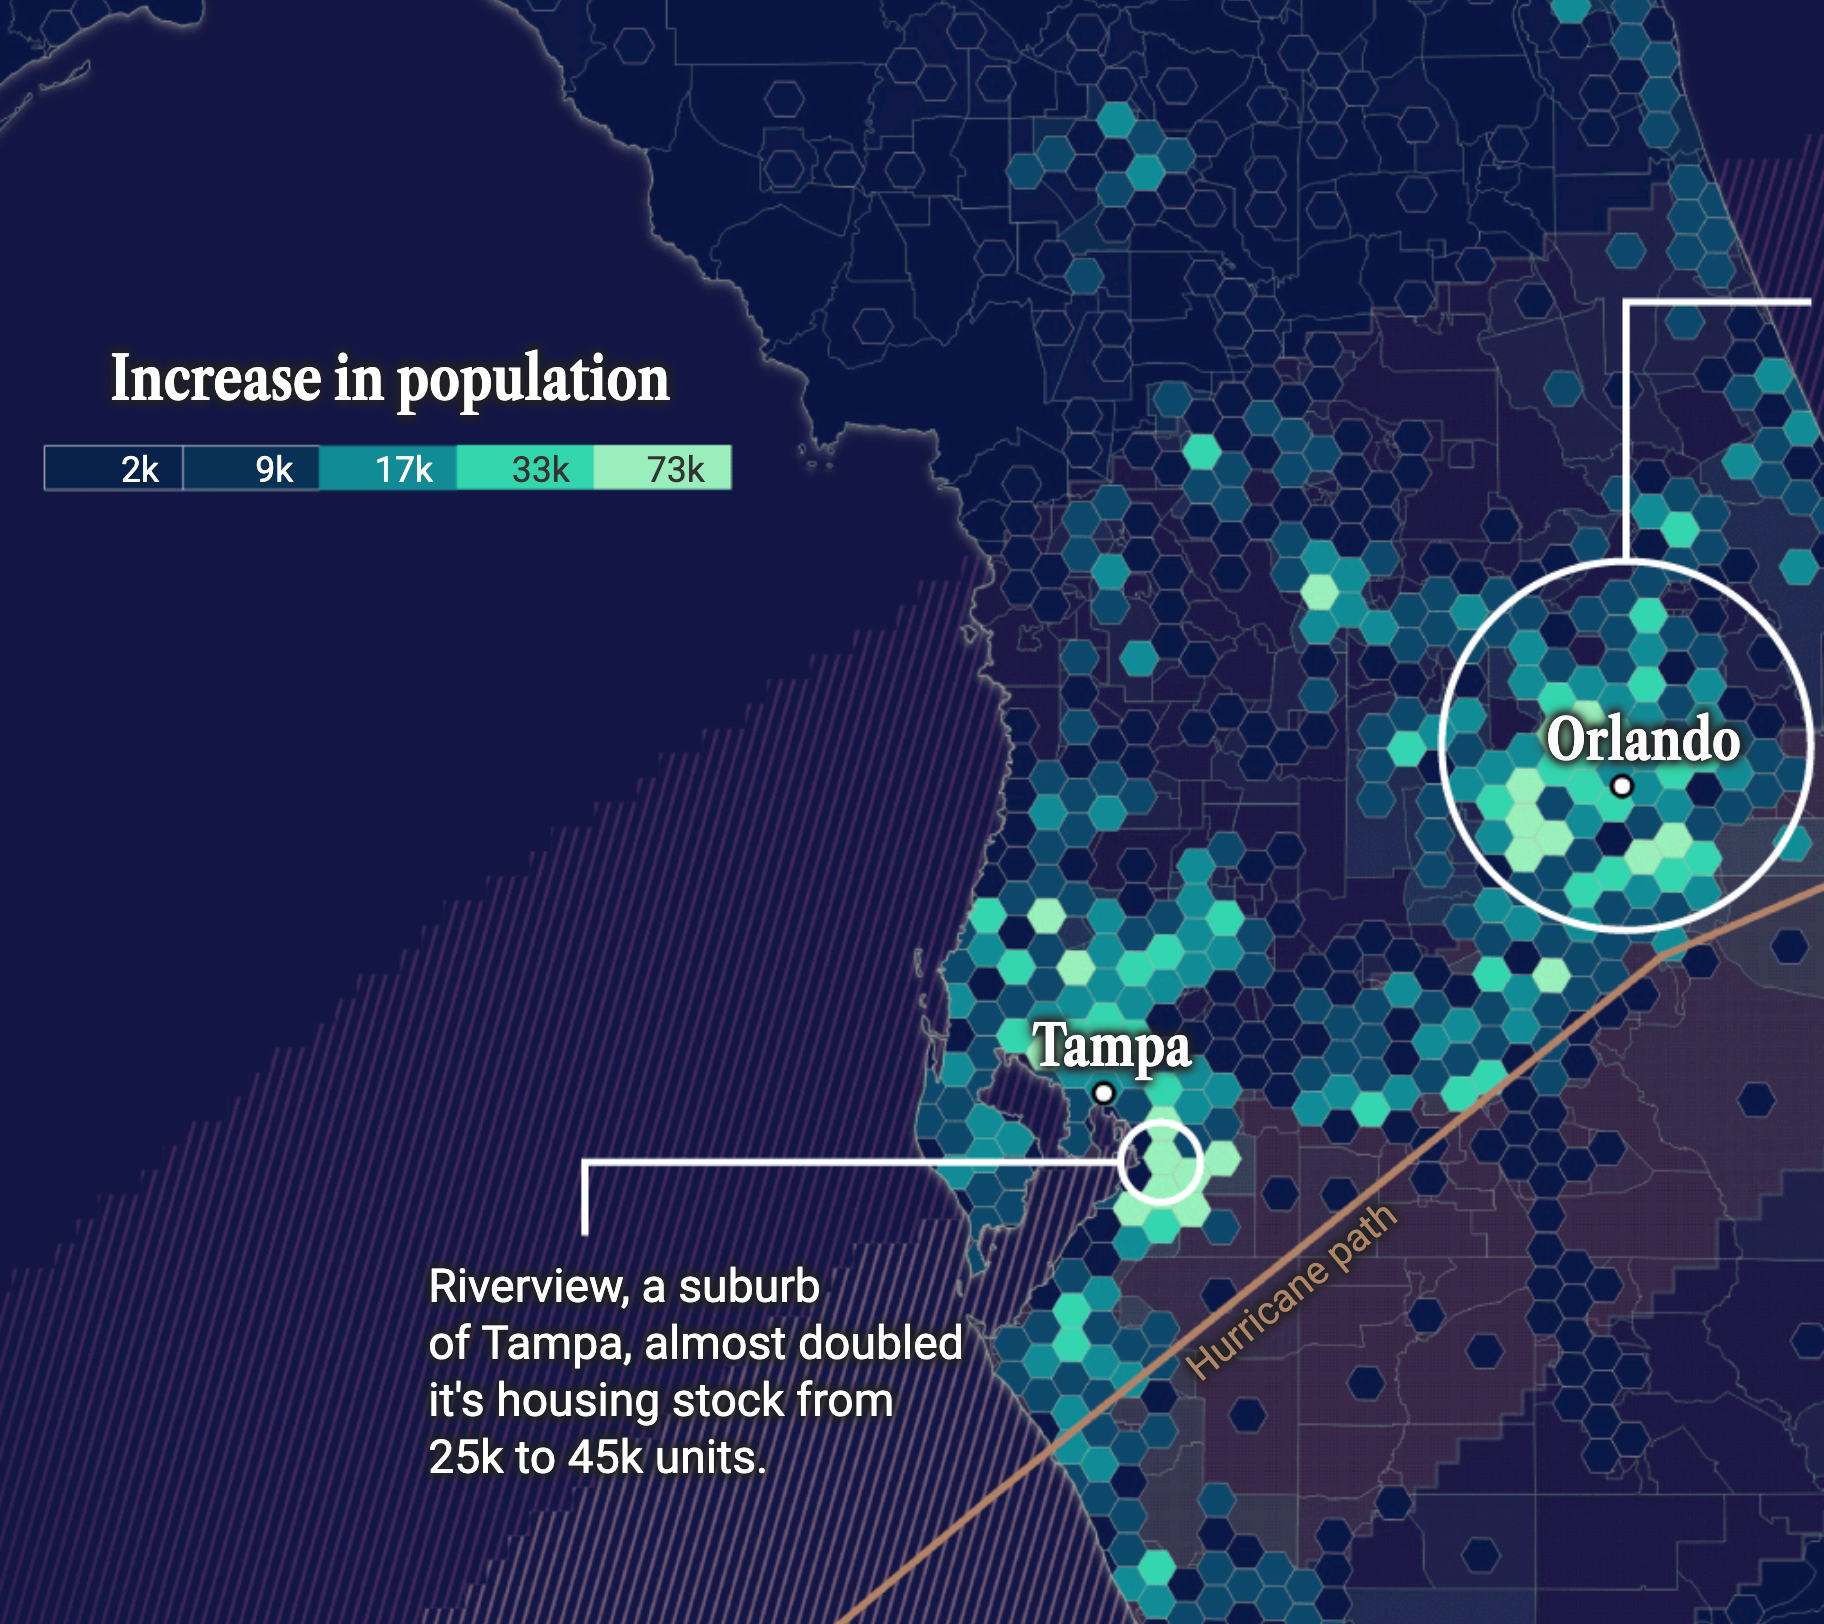 Increase in population
2k 9k 17k 33k 73k
Orlando
Tampa
Hurricane path
Riverview, a suburb
of Tampa, almost doubled
it's housing stock from
25k to 45k units.